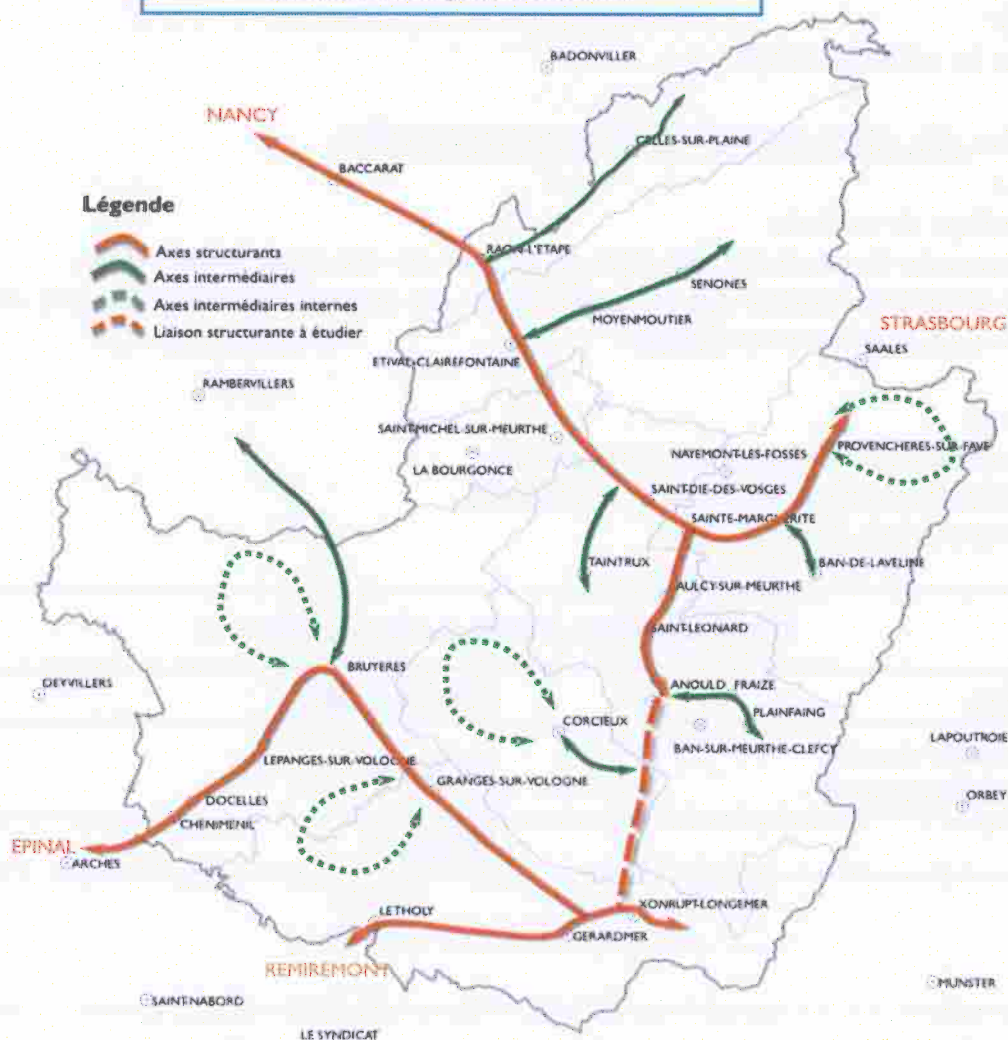 BADONVILLER
NANCY
CELLES-SUR-PLAINE
BACCARAT
Légende
Axes structurants
Axes intermédiaires
Axes intermédiaires internes
Liaison structurante à étudier
RAON-L'ETAPE
SENONES
MOYENMOUTIER
STRASBOURG
SAALES
ETIVAL-CLAIREFONTAINE
RAMBERVILLERS
SAINT-MICHEL-SUR-MEURTHE
LA BOURGONCE
NAYEMONT-LES-FOSSES
PROVENCHERES-SUR-FAVE
SAINT-DIE-DES-VOSGES
SAINTE-MARGUERITE
TAINTRUX
BAN-DE-LAVELINE
AULCY-SUR-MEURTHE
SAINT-LEONARD
BRUYERES
DEYVILLERS
ANOULD FRAIZE
PLAINFAING
CORCIEUX
BAN-SUR-MEURTHE-CLEFCY
LAPOUTROIE
LEPANGES-SUR-VOLOGNE
GRANGES-SUR-VOLOGNE
DOCELLES
CHENIMENIL
ORBEY
EPINAL
ARCHES
XONRUPT-LONGEMER
LETHOLY
GERARDMER
REMIREMONT
SAINT-NABORD
MUNSTER
LE SYNDICAT